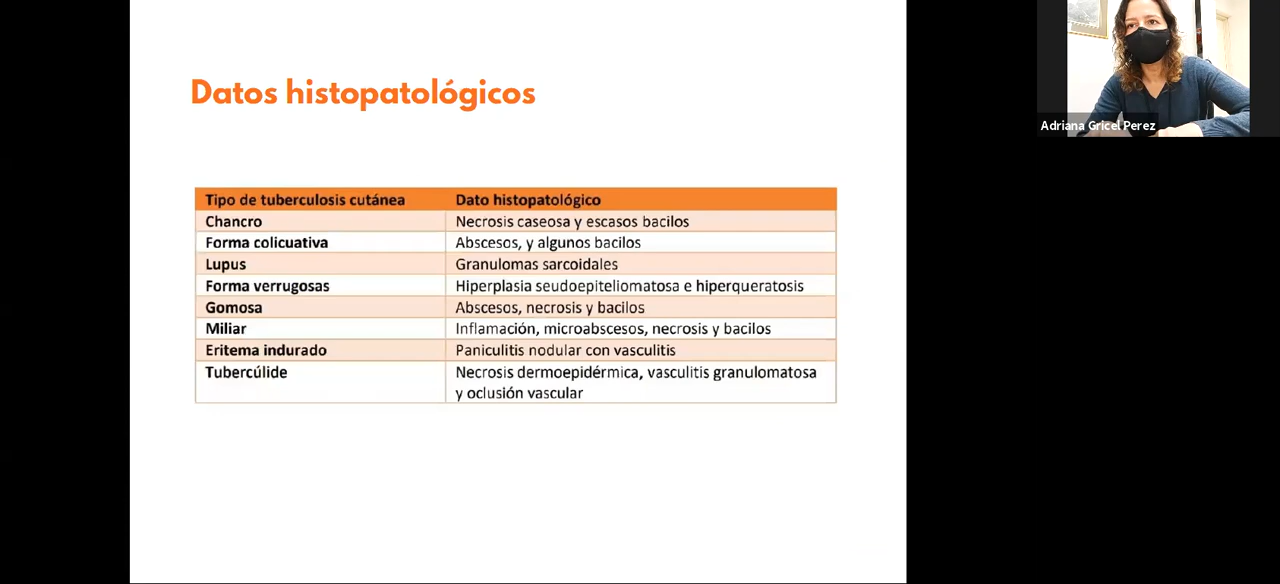 Datos histopatológicos
Tipo de tuberculosis cutánea Dato histopatológico
Chancro Necrosis caseosa y escasos bacilos
Forma colicuativa Abscesos, y algunos bacilos
Lupus Granulomas sarcoidales
Forma verrugosas Hiperplasia seudoepiteliomatosa e hiperqueratosis
Gomosa Abscesos, necrosis y bacilos
Miliar Inflamación, microabscesos, necrosis y bacilos
Eritema indurado Paniculitis nodular con vasculitis
Tubercúlide Necrosis dermoepidérmica, vasculitis granulomatosa
y oclusión vascular
Adriana Gricel Perez